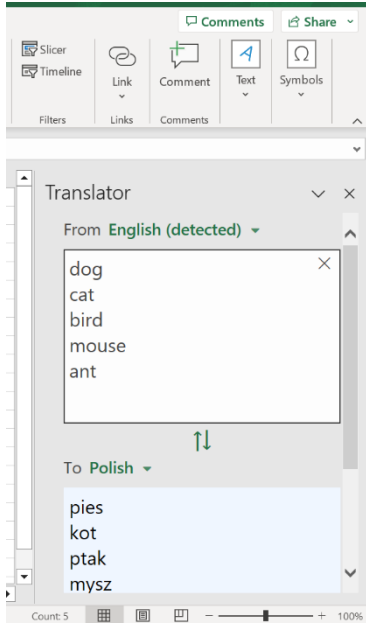 Comments Share
Slicer
Timeline
Link
Comment
Text
Symbols
Filters Links Comments
Translator
From English (detected)
dog
cat
bird
mouse
ant
To Polish
pies
kot
ptak
mysz
Count: 5 100%